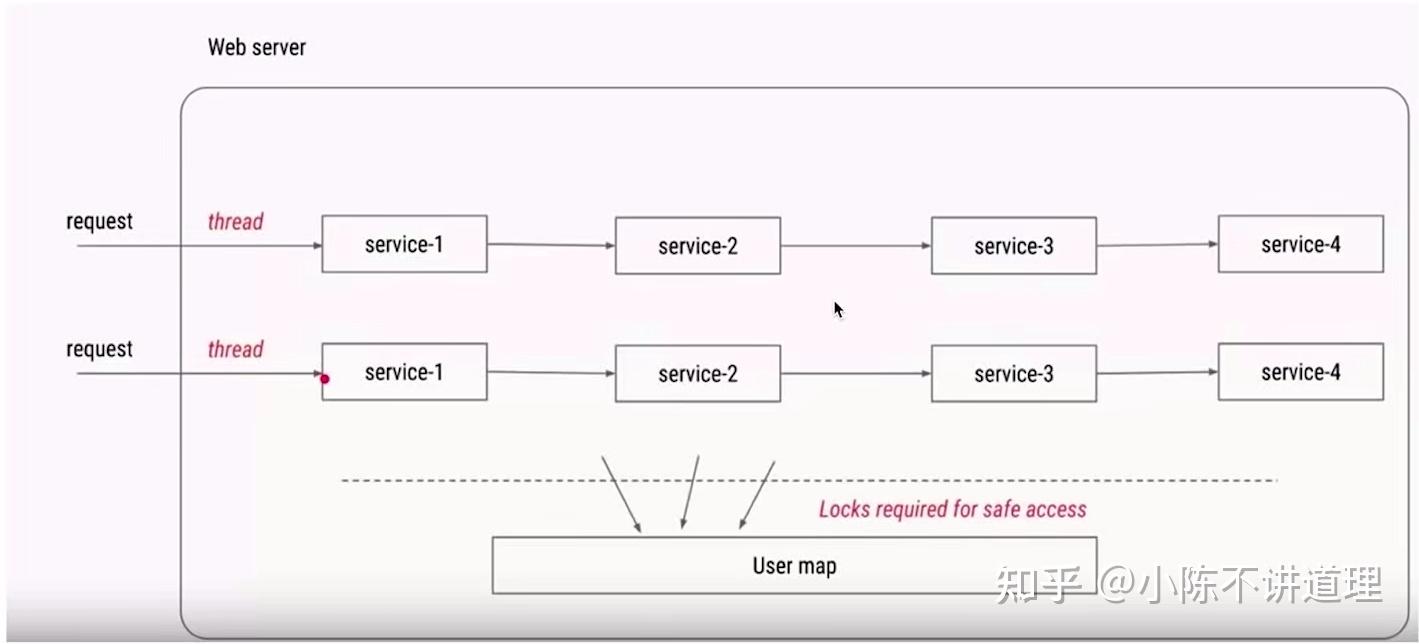 Web server
request
thread
service-1
service-2
service-3
service-4
request
thread
service-1
service-2
service-3
service-4
Locks required for safe access
User map
知乎 @小陈不讲道理